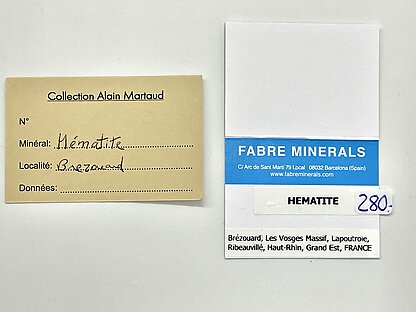 Collection Alain Martaud
N°
Minéral: Hématite
Localité: Brezouard
Données:
FABRE MINERALS
C/ Arc de Sant Martí 79 Local 08032 Barcelona (Spain)
www.fabreminerals.com
HEMATITE 280.-
Brézouard, Les Vosges Massif, Lapoutroie,
Ribeauvillé, Haut-Rhin, Grand Est, FRANCE